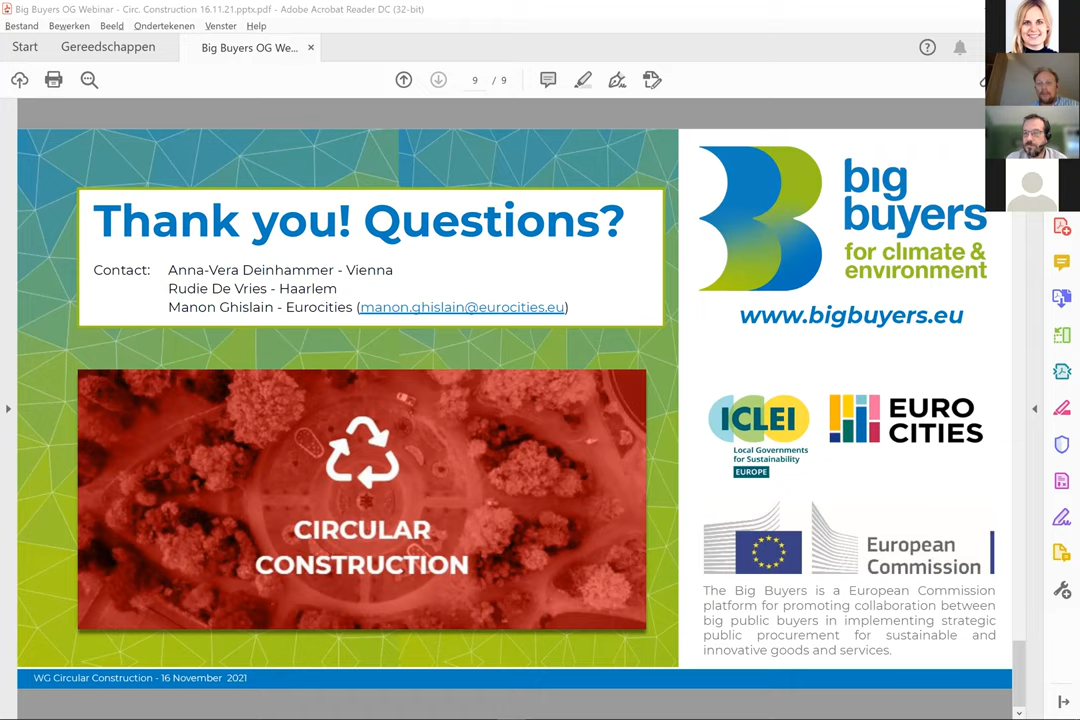 Big Buyers OG Webinar - Circ. Construction 16.11.21.pptx.pdf - Adobe Acrobat Reader DC (32-bit)
Bestand Bewerken Beeld Ondertekenen Venster Help
Start Gereedschappen Big Buyers OG We... ×
9 / 9
Thank you! Questions?
Contact: Anna-Vera Deinhammer - Vienna
Rudie De Vries - Haarlem
Manon Ghislain - Eurocities (manon.ghislain@eurocities.eu)
CIRCULAR
CONSTRUCTION
big
buyers
for climate &
environment
www.bigbuyers.eu
ICLEI
Local Governments
for Sustainability
EUROPE
EURO
CITIES
European
Commission
The Big Buyers is a European Commission
platform for promoting collaboration between
big public buyers in implementing strategic
public procurement for sustainable and
innovative goods and services.
WG Circular Construction - 16 November 2021